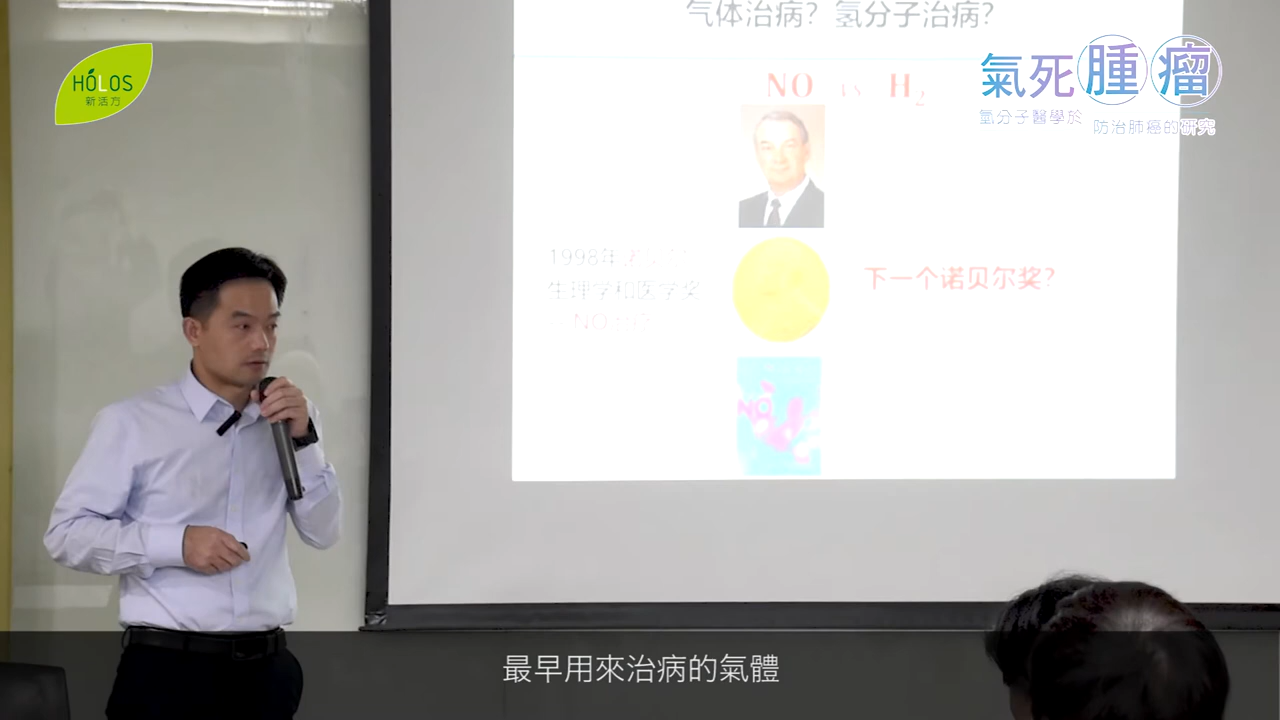 气体治病？氢分子治病？
HOLOS
新活方
氣死腫瘤
氫分子醫學於
防治肺癌的研究
NO vs H2
1998年
生理学和医学奖
下一个诺贝尔奖？
NO
最早用來治病的氣體